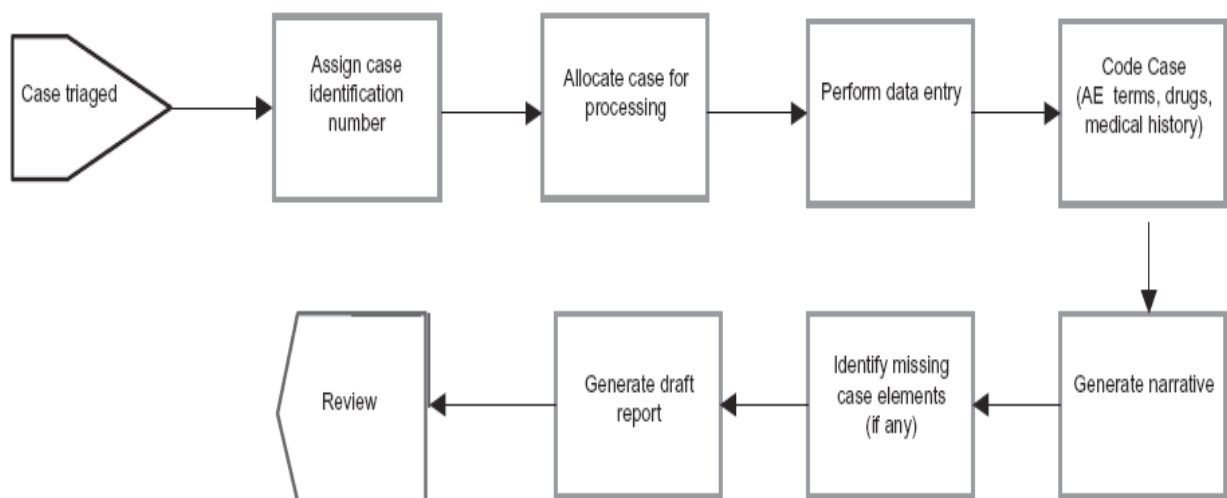 Case triaged
Assign case
identification
number
Allocate case for
processing
Perform data entry
Code Case
(AE terms, drugs,
medical history)
Generate narrative
Identify missing
case elements
(if any)
Generate draft
report
Review